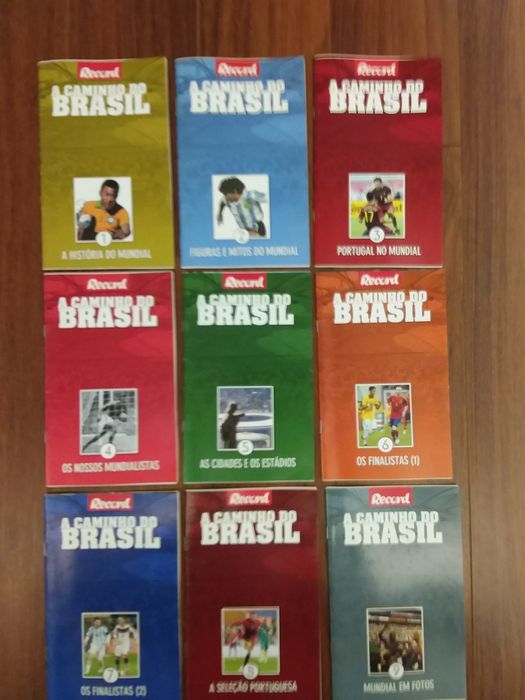 Record
A CAMINHO DO
BRASIL
1
A HISTÓRIA DO MUNDIAL
Record
A CAMINHO DO
BRASIL
2
FIGURAS E MITOS DO MUNDIAL
Record
A CAMINHO DO
BRASIL
17
3
PORTUGAL NO MUNDIAL
Record
A CAMINHO DO
BRASIL
4
OS NOSSOS MUNDIALISTAS
Record
A CAMINHO DO
BRASIL
5
AS CIDADES E OS ESTÁDIOS
Record
A CAMINHO DO
BRASIL
6
OS FINALISTAS (1)
Record
A CAMINHO DO
BRASIL
7
OS FINALISTAS (2)
Record
A CAMINHO DO
BRASIL
A SELEÇÃO PORTUGUESA
Record
A CAMINHO DO
BRASIL
MUNDIAL EM FOTOS